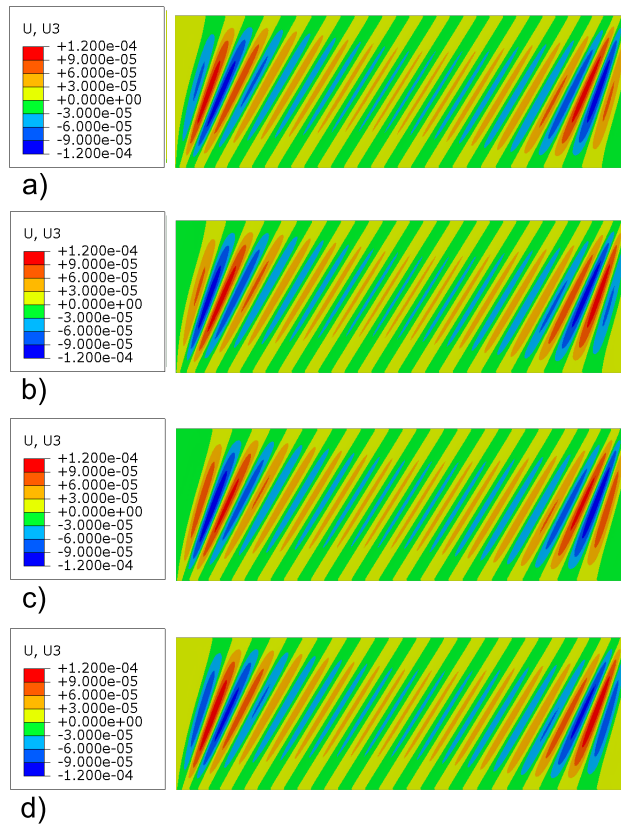 U, U3
+1.200e-04
+9.000e-05
+6.000e-05
+3.000e-05
+0.000e+00
-3.000e-05
-6.000e-05
-9.000e-05
-1.200e-04
a)
U, U3
+1.200e-04
+9.000e-05
+6.000e-05
+3.000e-05
+0.000e+00
-3.000e-05
-6.000e-05
-9.000e-05
-1.200e-04
b)
U, U3
+1.200e-04
+9.000e-05
+6.000e-05
+3.000e-05
+0.000e+00
-3.000e-05
-6.000e-05
-9.000e-05
-1.200e-04
c)
U, U3
+1.200e-04
+9.000e-05
+6.000e-05
+3.000e-05
+0.000e+00
-3.000e-05
-6.000e-05
-9.000e-05
-1.200e-04
d)